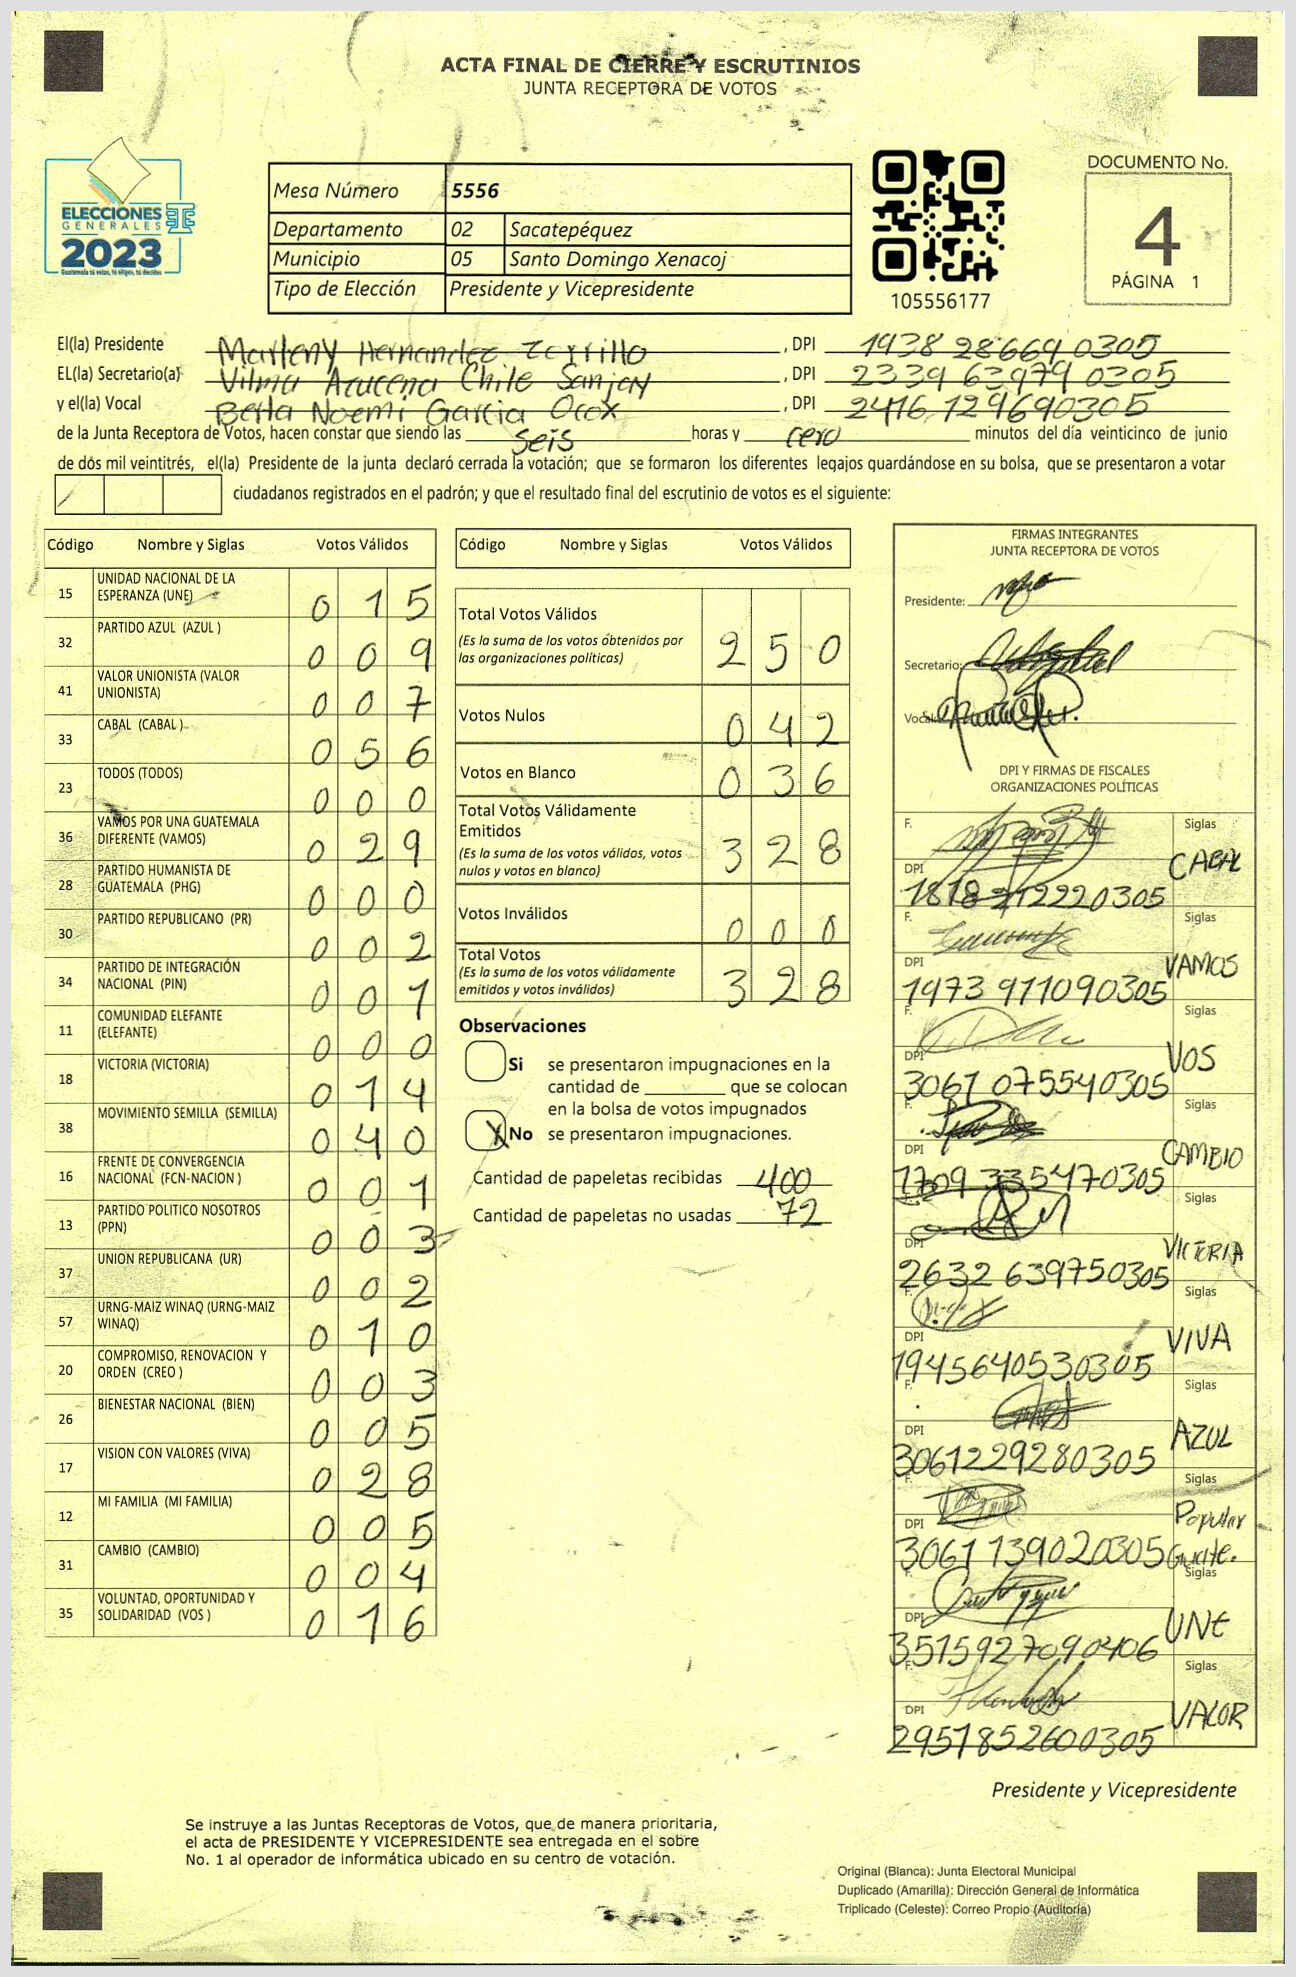 ACTA FINAL DE CIERRE Y ESCRUTINIOS
JUNTA RECEPTORA DE VOTOS
ELECCIONES
GENERALES
2023
Guatemala tú votas, tú eliges, tú decides
Mesa Número 5556
Departamento 02 Sacatepéquez
Municipio 05 Santo Domingo Xenacoj
Tipo de Elección Presidente y Vicepresidente
105556177
DOCUMENTO No.
4
PÁGINA 1
El(la) Presidente Marleny Hernandez Zorrillo , DPI 1938 28669 0305
EL(la) Secretario(a) Vilma Azucena Chile Sanjay , DPI 2339 63979 0305
y el(la) Vocal Berta Noemi Garcia Ocox , DPI 2416 129690305
de la Junta Receptora de Votos, hacen constar que siendo las seis horas y cero minutos del día veinticinco de junio
de dos mil veintitrés, el(la) Presidente de la junta declaró cerrada la votación; que se formaron los diferentes legajos guardándose en su bolsa, que se presentaron a votar
ciudadanos registrados en el padrón; y que el resultado final del escrutinio de votos es el siguiente:
Código Nombre y Siglas Votos Válidos
15 UNIDAD NACIONAL DE LA ESPERANZA (UNE) 0 1 5
32 PARTIDO AZUL (AZUL ) 0 0 9
41 VALOR UNIONISTA (VALOR UNIONISTA) 0 0 7
33 CABAL (CABAL ) 0 5 6
23 TODOS (TODOS) 0 0 0
36 VAMOS POR UNA GUATEMALA DIFERENTE (VAMOS) 0 2 9
28 PARTIDO HUMANISTA DE GUATEMALA (PHG) 0 0 0
30 PARTIDO REPUBLICANO (PR) 0 0 2
34 PARTIDO DE INTEGRACIÓN NACIONAL (PIN) 0 0 1
11 COMUNIDAD ELEFANTE (ELEFANTE) 0 0 0
18 VICTORIA (VICTORIA) 0 1 4
38 MOVIMIENTO SEMILLA (SEMILLA) 0 4 0
16 FRENTE DE CONVERGENCIA NACIONAL (FCN-NACION ) 0 0 1
13 PARTIDO POLITICO NOSOTROS (PPN) 0 0 3
37 UNION REPUBLICANA (UR) 0 0 2
57 URNG-MAIZ WINAQ (URNG-MAIZ WINAQ) 0 1 0
20 COMPROMISO, RENOVACION Y ORDEN (CREO ) 0 0 3
26 BIENESTAR NACIONAL (BIEN) 0 0 5
17 VISION CON VALORES (VIVA) 0 2 8
12 MI FAMILIA (MI FAMILIA) 0 0 5
31 CAMBIO (CAMBIO) 0 0 4
35 VOLUNTAD, OPORTUNIDAD Y SOLIDARIDAD (VOS ) 0 1 6
Código Nombre y Siglas Votos Válidos
Total Votos Válidos
(Es la suma de los votos obtenidos por las organizaciones políticas) 2 5 0
Votos Nulos 0 4 2
Votos en Blanco 0 3 6
Total Votos Válidamente Emitidos
(Es la suma de los votos válidos, votos nulos y votos en blanco) 3 2 8
Votos Inválidos 0 0 0
Total Votos
(Es la suma de los votos válidamente emitidos y votos inválidos) 3 2 8
Observaciones
Si se presentaron impugnaciones en la
cantidad de ________ que se colocan
en la bolsa de votos impugnados
X No se presentaron impugnaciones.
Cantidad de papeletas recibidas 400
Cantidad de papeletas no usadas 72
FIRMAS INTEGRANTES
JUNTA RECEPTORA DE VOTOS
Presidente:
Secretario:
Vocal:
DPI Y FIRMAS DE FISCALES
ORGANIZACIONES POLÍTICAS
F. Siglas CABAL
DPI 1818 212220305
F. Siglas VAMOS
DPI 1473 911090305
F. Siglas VOS
DPI 3061 075540305
F. Siglas CAMBIO
DPI 1709 335470305
F. Siglas VICTORIA
DPI 2632 639750305
F. Siglas VIVA
DPI 1945640530305
F. Siglas AZUL
DPI 3061229280305
F. Siglas Popular Guate.
DPI 3061 139020305
F. Siglas UNE
DPI 3515927090406
F. Siglas VALOR
DPI 2951852600305
Presidente y Vicepresidente
Se instruye a las Juntas Receptoras de Votos, que de manera prioritaria,
el acta de PRESIDENTE Y VICEPRESIDENTE sea entregada en el sobre
No. 1 al operador de informática ubicado en su centro de votación.
Original (Blanca): Junta Electoral Municipal
Duplicado (Amarilla): Dirección General de Informática
Triplicado (Celeste): Correo Propio (Auditoría)